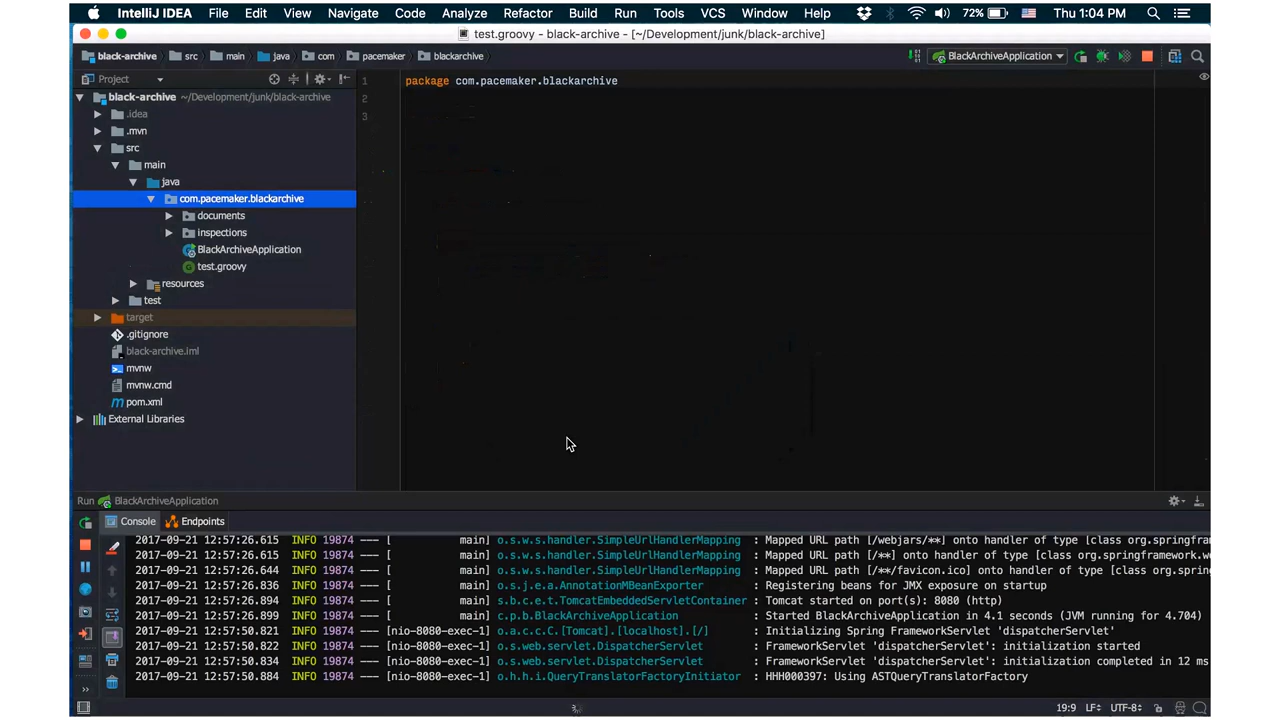 IntelliJ IDEA File Edit View Navigate Code Analyze Refactor Build Run Tools VCS Window Help 72% Thu 1:04 PM
test.groovy - black-archive - [~/Development/junk/black-archive]
black-archive src main java com pacemaker blackarchive BlackArchiveApplication
Project
1 package com.pacemaker.blackarchive
2
3
black-archive ~/Development/junk/black-archive
.idea
.mvn
src
main
java
com.pacemaker.blackarchive
documents
inspections
BlackArchiveApplication
test.groovy
resources
test
target
.gitignore
black-archive.iml
mvnw
mvnw.cmd
pom.xml
External Libraries
Run BlackArchiveApplication
Console Endpoints
2017-09-21 12:57:26.615 INFO 19874 --- [ main] o.s.w.s.handler.SimpleUrlHandlerMapping : Mapped URL path [/webjars/**] onto handler of type [class org.springframework.w
2017-09-21 12:57:26.615 INFO 19874 --- [ main] o.s.w.s.handler.SimpleUrlHandlerMapping : Mapped URL path [/**] onto handler of type [class org.springframework.we
2017-09-21 12:57:26.644 INFO 19874 --- [ main] o.s.w.s.handler.SimpleUrlHandlerMapping : Mapped URL path [/**/favicon.ico] onto handler of type [class org.spring
2017-09-21 12:57:26.836 INFO 19874 --- [ main] o.s.j.e.a.AnnotationMBeanExporter : Registering beans for JMX exposure on startup
2017-09-21 12:57:26.894 INFO 19874 --- [ main] s.b.c.e.t.TomcatEmbeddedServletContainer : Tomcat started on port(s): 8080 (http)
2017-09-21 12:57:26.899 INFO 19874 --- [ main] c.p.b.BlackArchiveApplication : Started BlackArchiveApplication in 4.1 seconds (JVM running for 4.704)
2017-09-21 12:57:50.821 INFO 19874 --- [nio-8080-exec-1] o.a.c.c.C.[Tomcat].[localhost].[/] : Initializing Spring FrameworkServlet 'dispatcherServlet'
2017-09-21 12:57:50.822 INFO 19874 --- [nio-8080-exec-1] o.s.web.servlet.DispatcherServlet : FrameworkServlet 'dispatcherServlet': initialization started
2017-09-21 12:57:50.834 INFO 19874 --- [nio-8080-exec-1] o.s.web.servlet.DispatcherServlet : FrameworkServlet 'dispatcherServlet': initialization completed in 12 ms
2017-09-21 12:57:50.884 INFO 19874 --- [nio-8080-exec-1] o.h.h.i.QueryTranslatorFactoryInitiator : HHH000397: Using ASTQueryTranslatorFactory
19:9 LF UTF-8